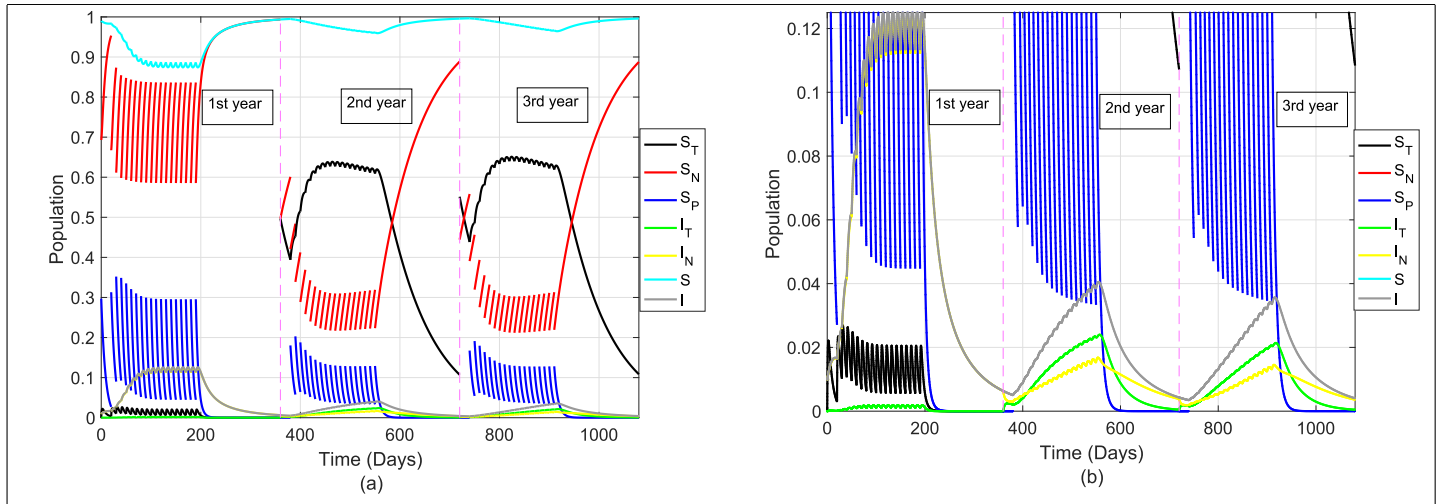 1
0.9
0.8
0.7
0.6
0.5
0.4
0.3
0.2
0.1
0
Population
1st year
2nd year
3rd year
0 200 400 600 800 1000
Time (Days)
(a)
S_T
S_N
S_P
I_T
I_N
S
I
0.12
0.1
0.08
0.06
0.04
0.02
0
Population
1st year
2nd year
3rd year
0 200 400 600 800 1000
Time (Days)
(b)
S_T
S_N
S_P
I_T
I_N
S
I